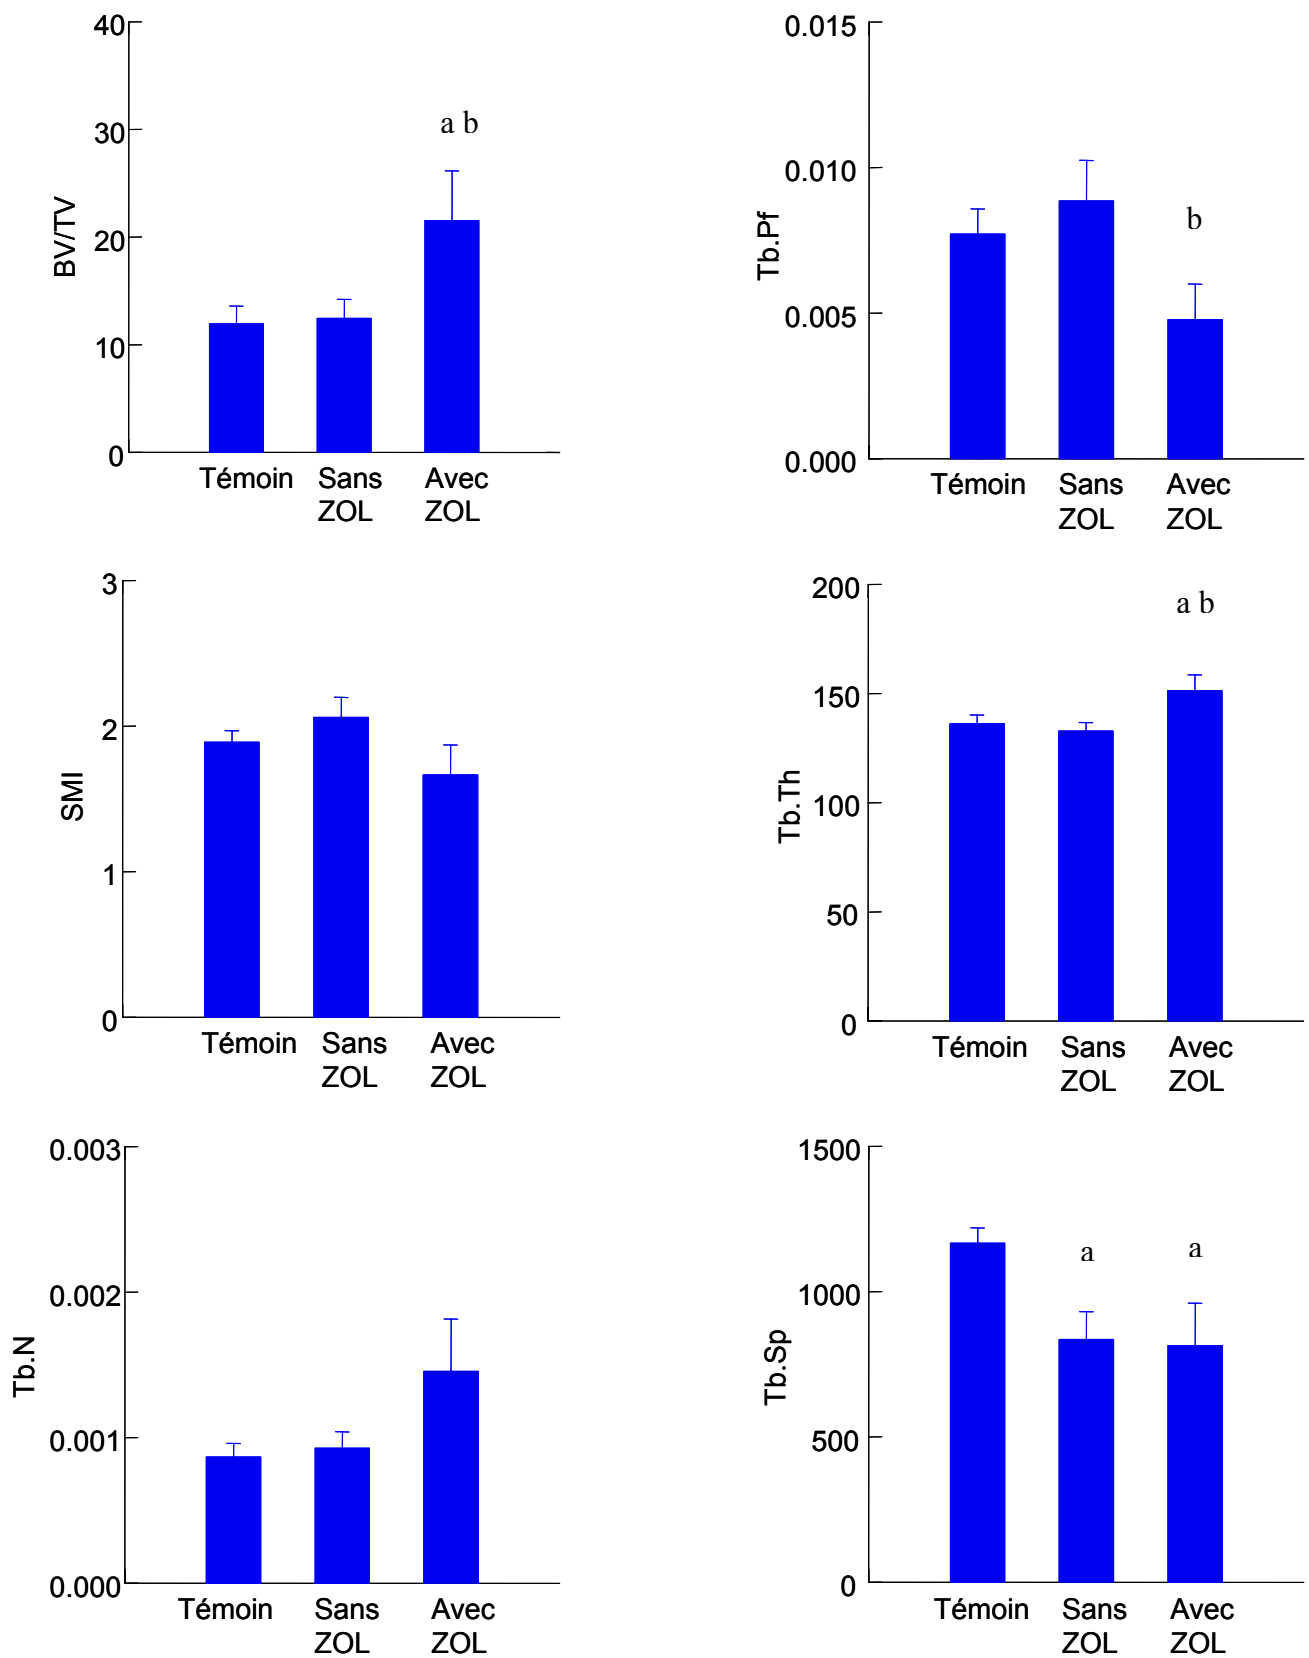 40
30
20
10
0
BV/TV
a b
Témoin Sans Avec
ZOL ZOL
0.015
0.010
0.005
0.000
Tb.Pf
b
Témoin Sans Avec
ZOL ZOL
3
2
1
0
SMI
Témoin Sans Avec
ZOL ZOL
200
150
100
50
0
Tb.Th
a b
Témoin Sans Avec
ZOL ZOL
0.003
0.002
0.001
0.000
Tb.N
Témoin Sans Avec
ZOL ZOL
1500
1000
500
0
Tb.Sp
a a
Témoin Sans Avec
ZOL ZOL